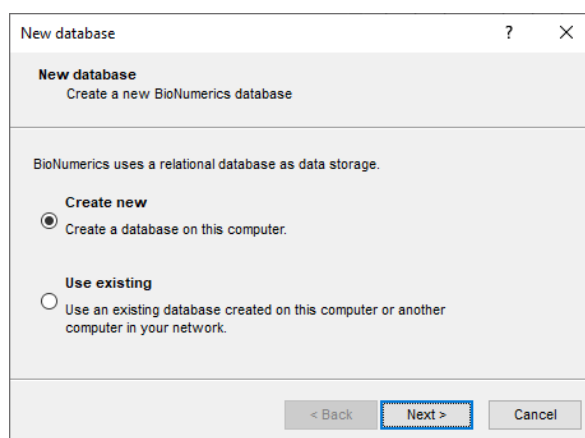 New database
?
New database
Create a new BioNumerics database
BioNumerics uses a relational database as data storage.
Create new
Create a database on this computer.
Use existing
Use an existing database created on this computer or another
computer in your network.
< Back
Next >
Cancel